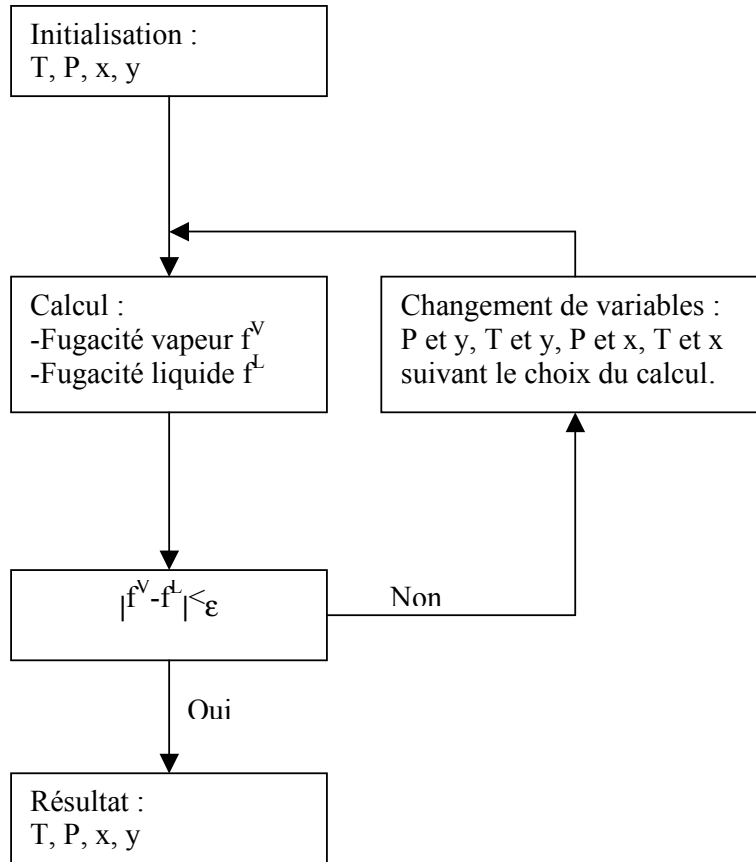 Initialisation :
T, P, x, y
Calcul :
-Fugacité vapeur f^V
-Fugacité liquide f^L
Changement de variables :
P et y, T et y, P et x, T et x
suivant le choix du calcul.
|f^V-f^L|<ε
Non
Oui
Résultat :
T, P, x, y